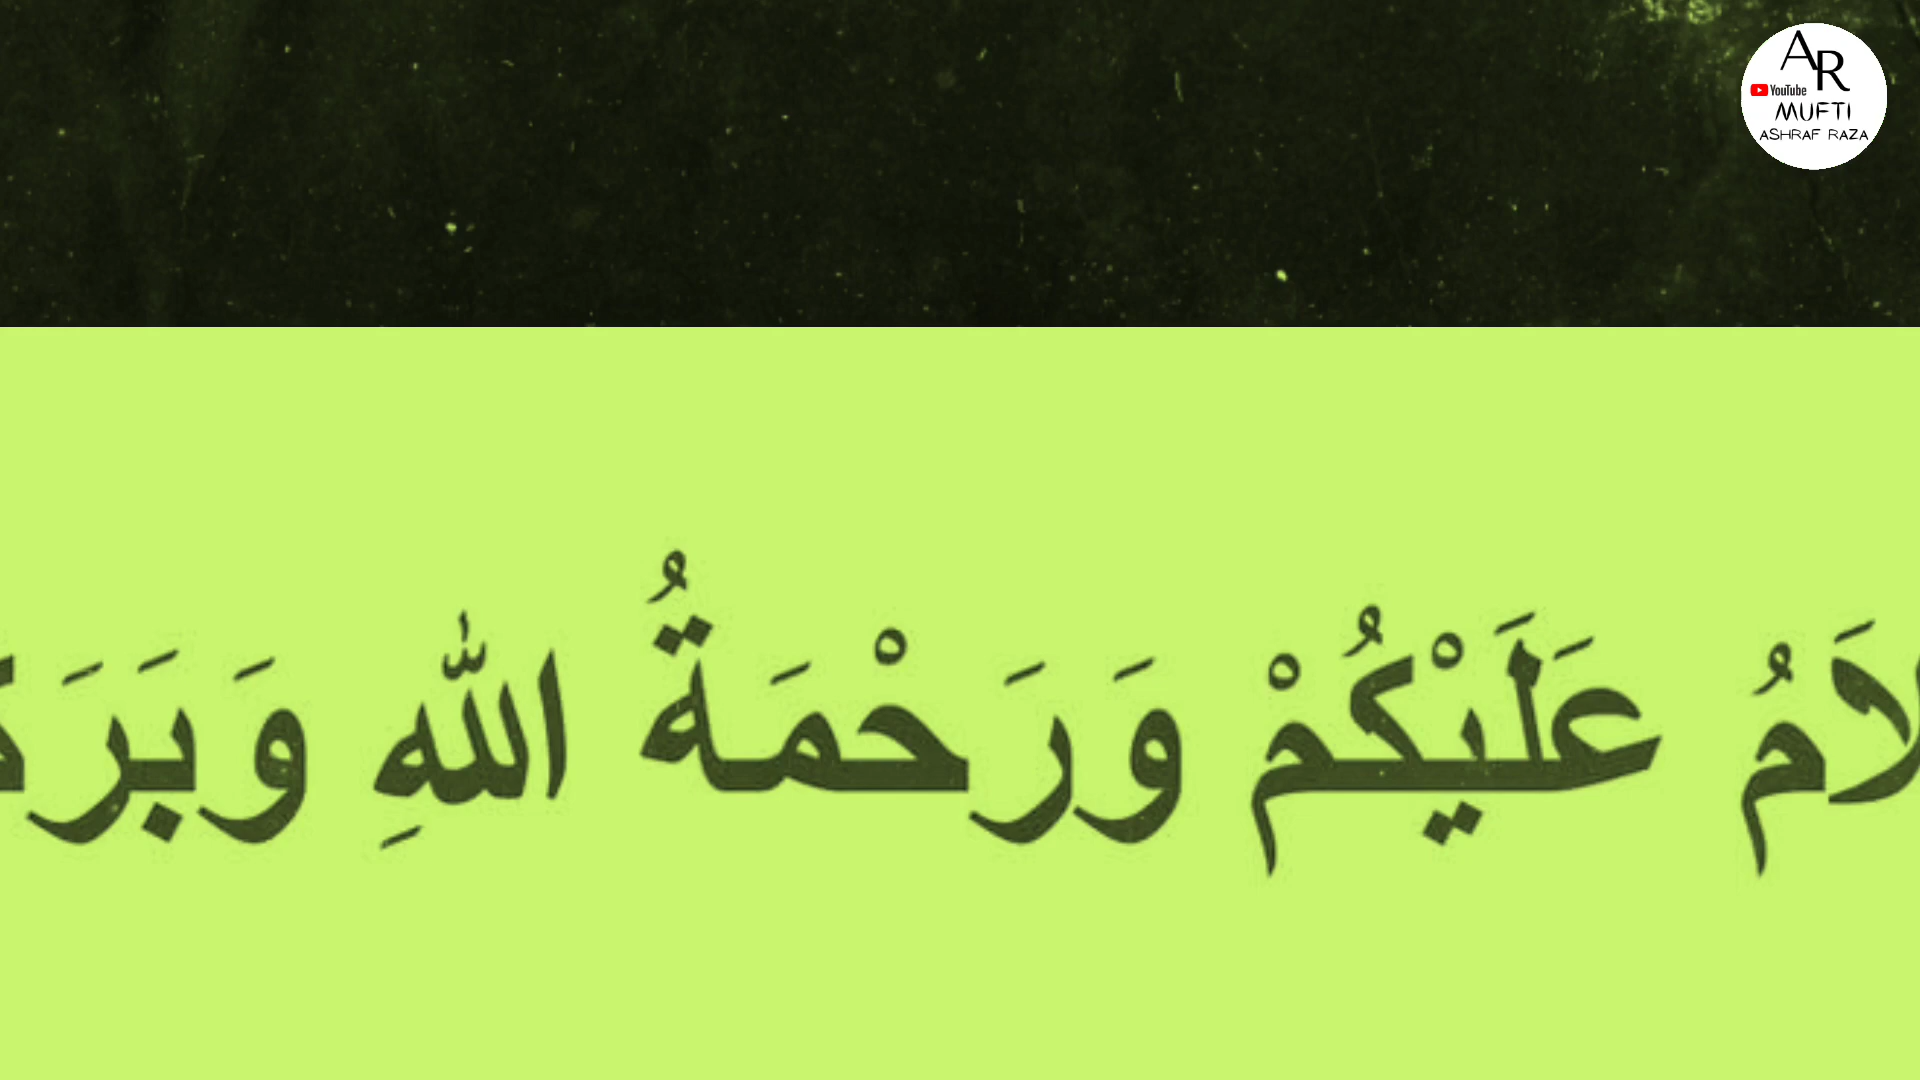 AR
YouTube
MUFTI
ASHRAF RAZA
عَلَيْكُمْ وَرَحْمَةُ اللّٰهِ